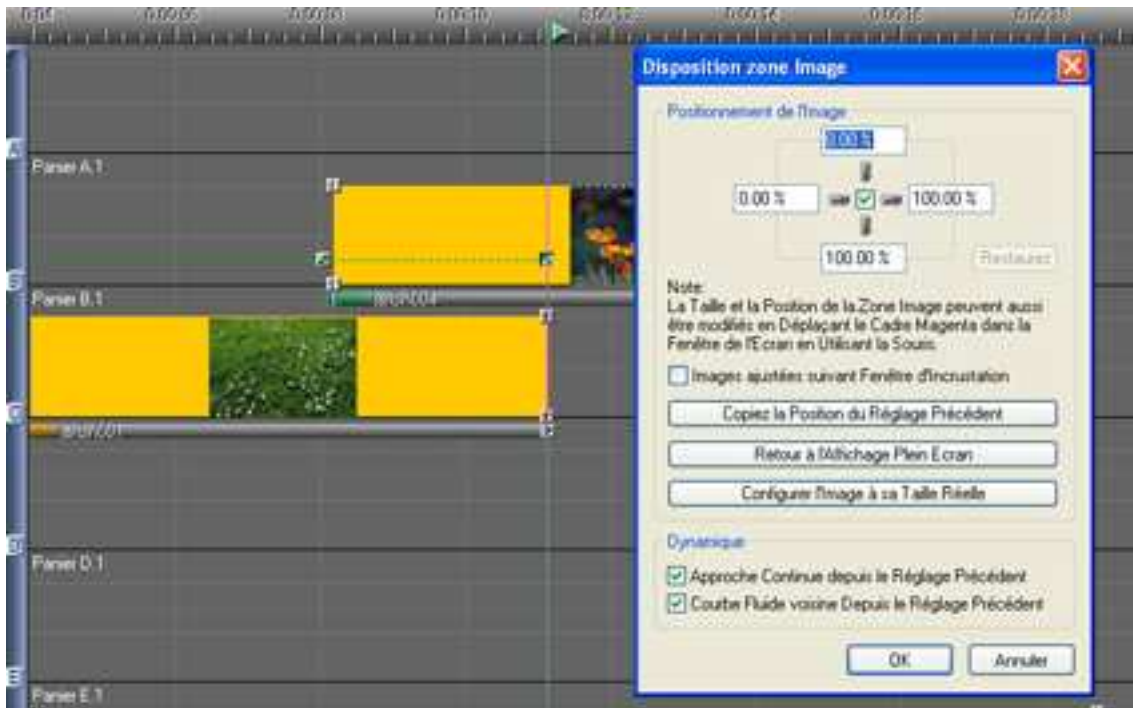 Disposition zone Image
Positionnement de l'Image
0.00 %
0.00 %
100.00 %
100.00 %
Restaurez
Note:
La Taille et la Position de la Zone Image peuvent aussi
être modifiés en Déplaçant le Cadre Magenta dans la
Fenêtre de l'Ecran en Utilisant la Souris.
Images ajustées suivant Fenêtre d'Incrustation
Copiez la Position du Réglage Précédent
Retour à l'Affichage Plein Ecran
Configurer l'Image à sa Taille Réelle
Dynamique
Approche Continue depuis le Réglage Précédent
Courbe Fluide voisine Depuis le Réglage Précédent
OK
Annuler
A
Panier A.1
Panier B.1
C
D
Panier D.1
E
Panier E.1